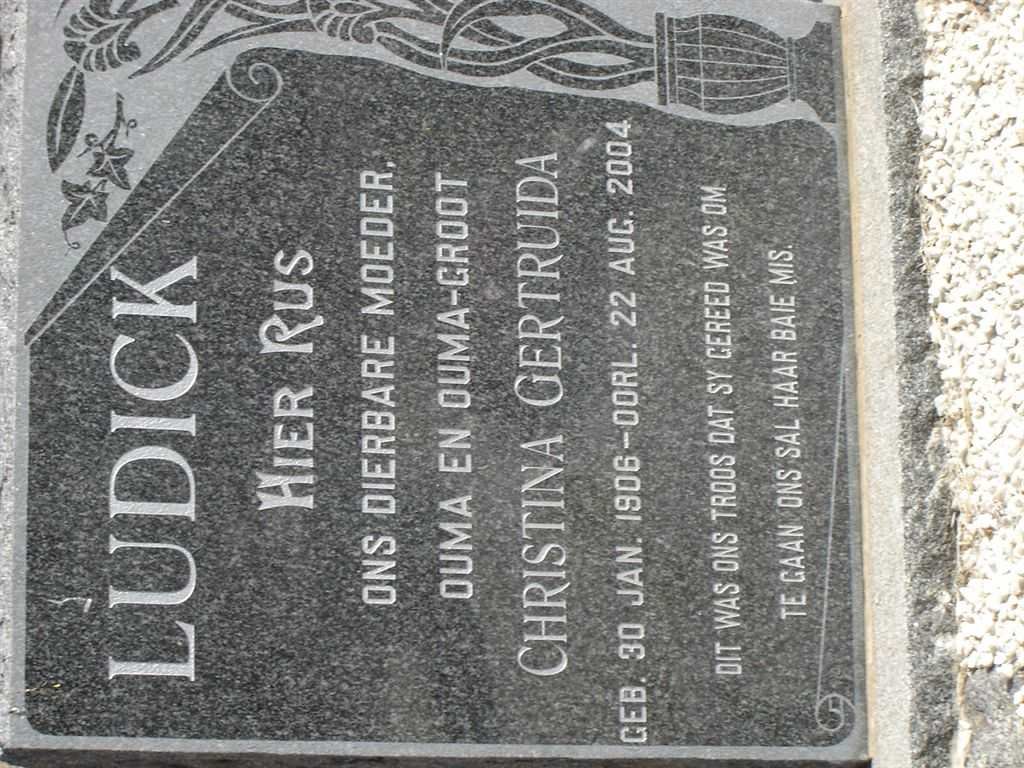 LUDICK
HIER RUS
ONS DIERBARE MOEDER,
OUMA EN OUMA-GROOT
CHRISTINA GERTRUIDA
GEB. 30 JAN. 1906-OORL. 22 AUG. 2004
DIT WAS ONS TROOS DAT SY GEREED WAS OM
TE GAAN ONS SAL HAAR BAIE MIS.